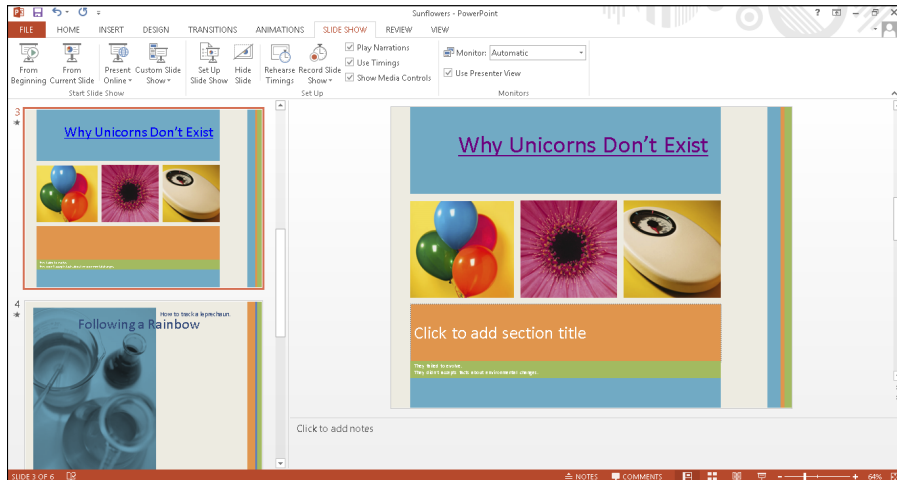 Sunflowers - PowerPoint
FILE HOME INSERT DESIGN TRANSITIONS ANIMATIONS SLIDE SHOW REVIEW VIEW
From Beginning
From Current Slide
Present Online
Custom Slide Show
Start Slide Show
Set Up Slide Show
Hide Slide
Rehearse Timings
Record Slide Show
Play Narrations
Use Timings
Show Media Controls
Set Up
Monitor: Automatic
Use Presenter View
Monitors
3
Why Unicorns Don't Exist
4
How to track a leprechaun.
Following a Rainbow
Why Unicorns Don't Exist
Click to add section title
They failed to evolve.
They didn't accept facts about environmental changes.
Click to add notes
SLIDE 3 OF 6 NOTES COMMENTS 64%